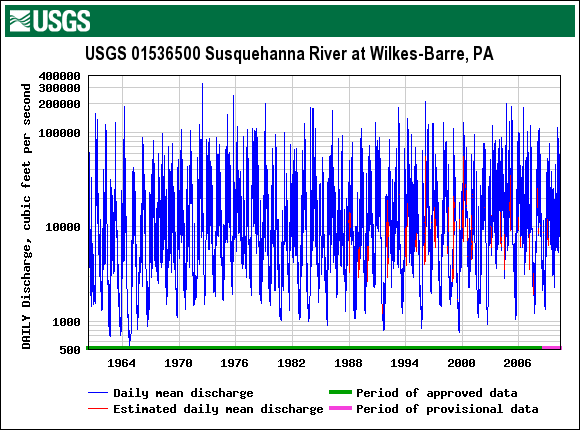 USGS
USGS 01536500 Susquehanna River at Wilkes-Barre, PA
DAILY Discharge, cubic feet per second
400000
300000
200000
100000
10000
1000
500
1964 1970 1976 1982 1988 1994 2000 2006
Daily mean discharge Period of approved data
Estimated daily mean discharge Period of provisional data